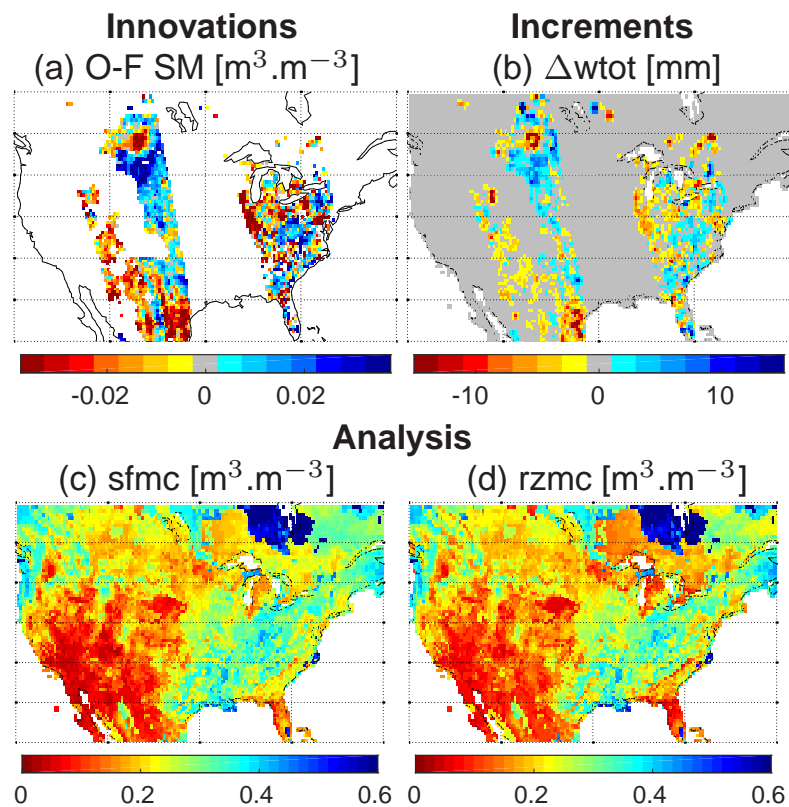 Innovations
(a) O-F SM [m³.m⁻³]
Increments
(b) Δwtot [mm]
-0.02 0 0.02
-10 0 10
Analysis
(c) sfmc [m³.m⁻³]
(d) rzmc [m³.m⁻³]
0 0.2 0.4 0.6
0 0.2 0.4 0.6